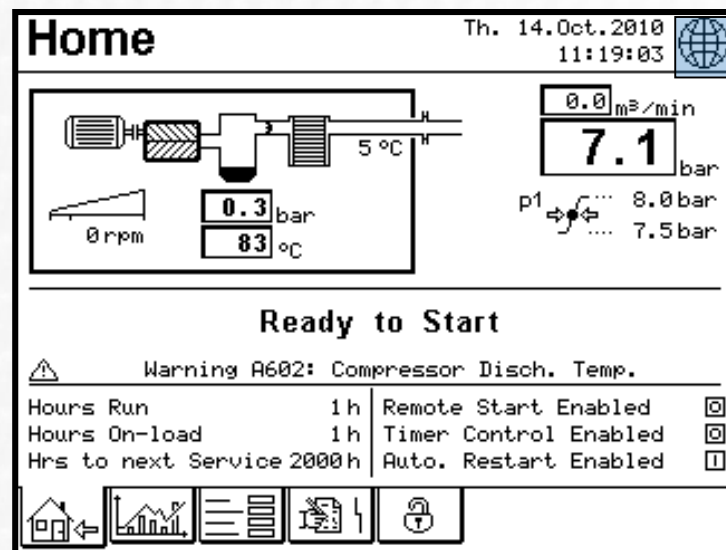 Home
Th. 14.Oct.2010
11:19:03
0.0 m³/min
7.1 bar
5 °C
p1 8.0 bar
7.5 bar
0.3 bar
0 rpm
83 °C
Ready to Start
Warning A602: Compressor Disch. Temp.
Hours Run 1 h Remote Start Enabled O
Hours On-load 1 h Timer Control Enabled O
Hrs to next Service 2000 h Auto. Restart Enabled I